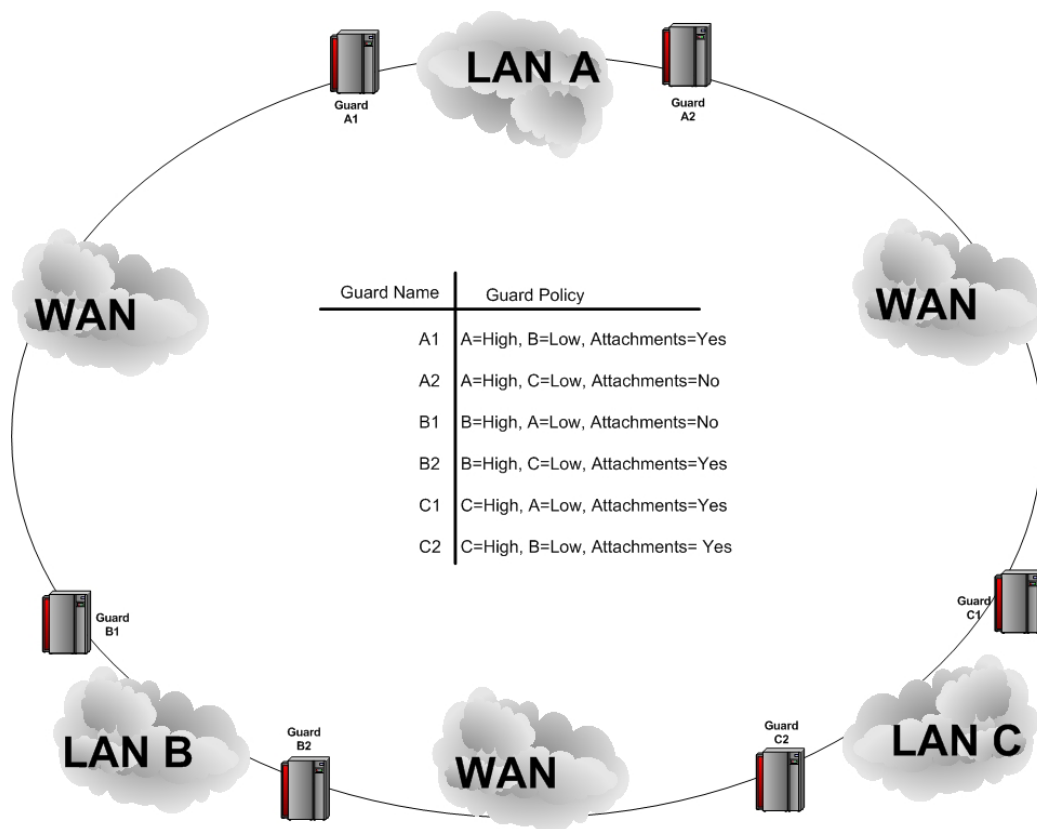 LAN A
Guard
A1
Guard
A2
WAN
WAN
Guard Name Guard Policy
A1 A=High, B=Low, Attachments=Yes
A2 A=High, C=Low, Attachments=No
B1 B=High, A=Low, Attachments=No
B2 B=High, C=Low, Attachments=Yes
C1 C=High, A=Low, Attachments=Yes
C2 C=High, B=Low, Attachments= Yes
Guard
B1
Guard
C1
LAN B
Guard
B2
WAN
Guard
C2
LAN C